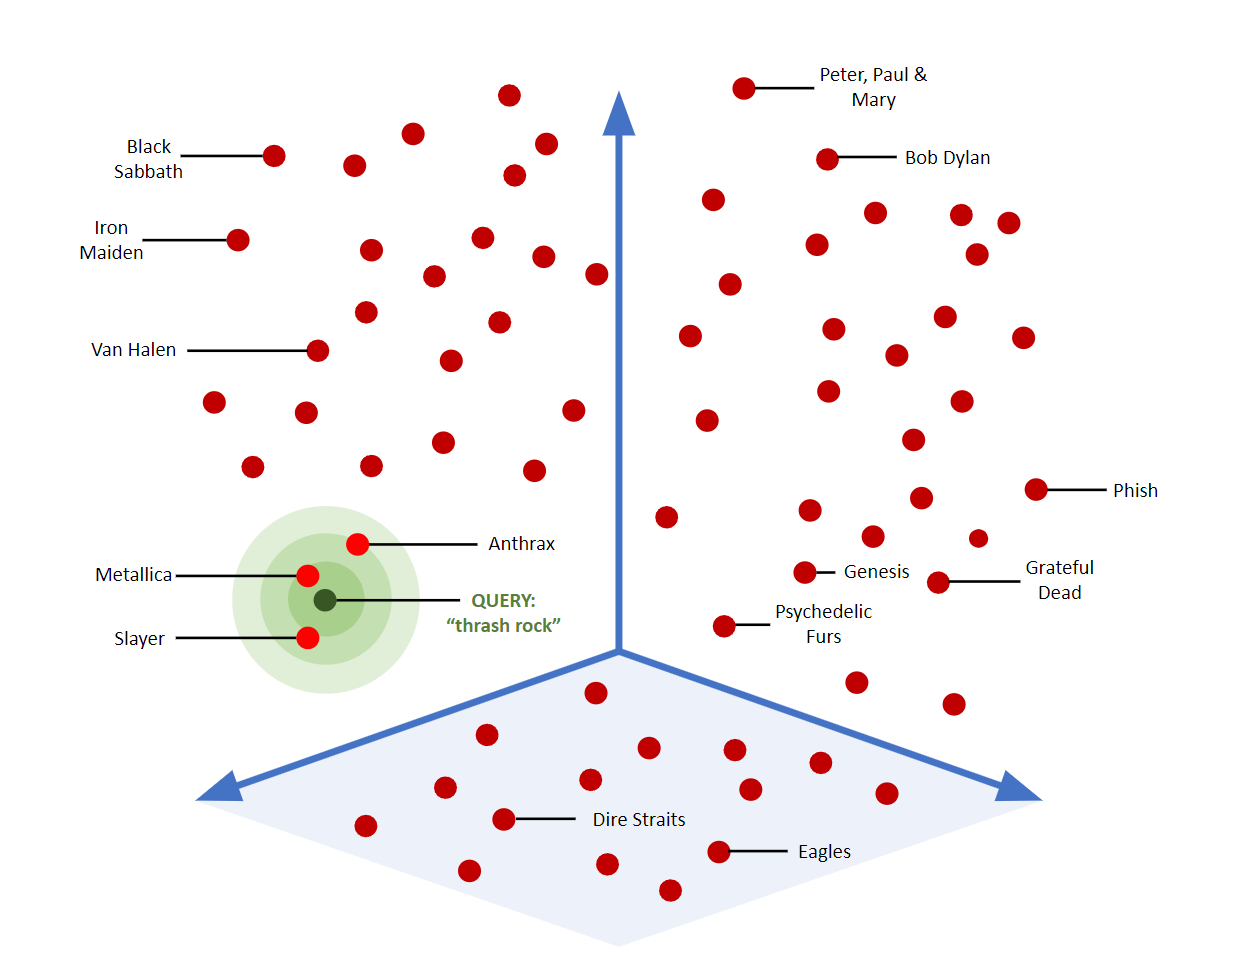 Peter, Paul &
Mary
Black
Sabbath
Bob Dylan
Iron
Maiden
Van Halen
Phish
Anthrax
Metallica
Genesis
Grateful
Dead
QUERY:
“thrash rock”
Psychedelic
Furs
Slayer
Dire Straits
Eagles